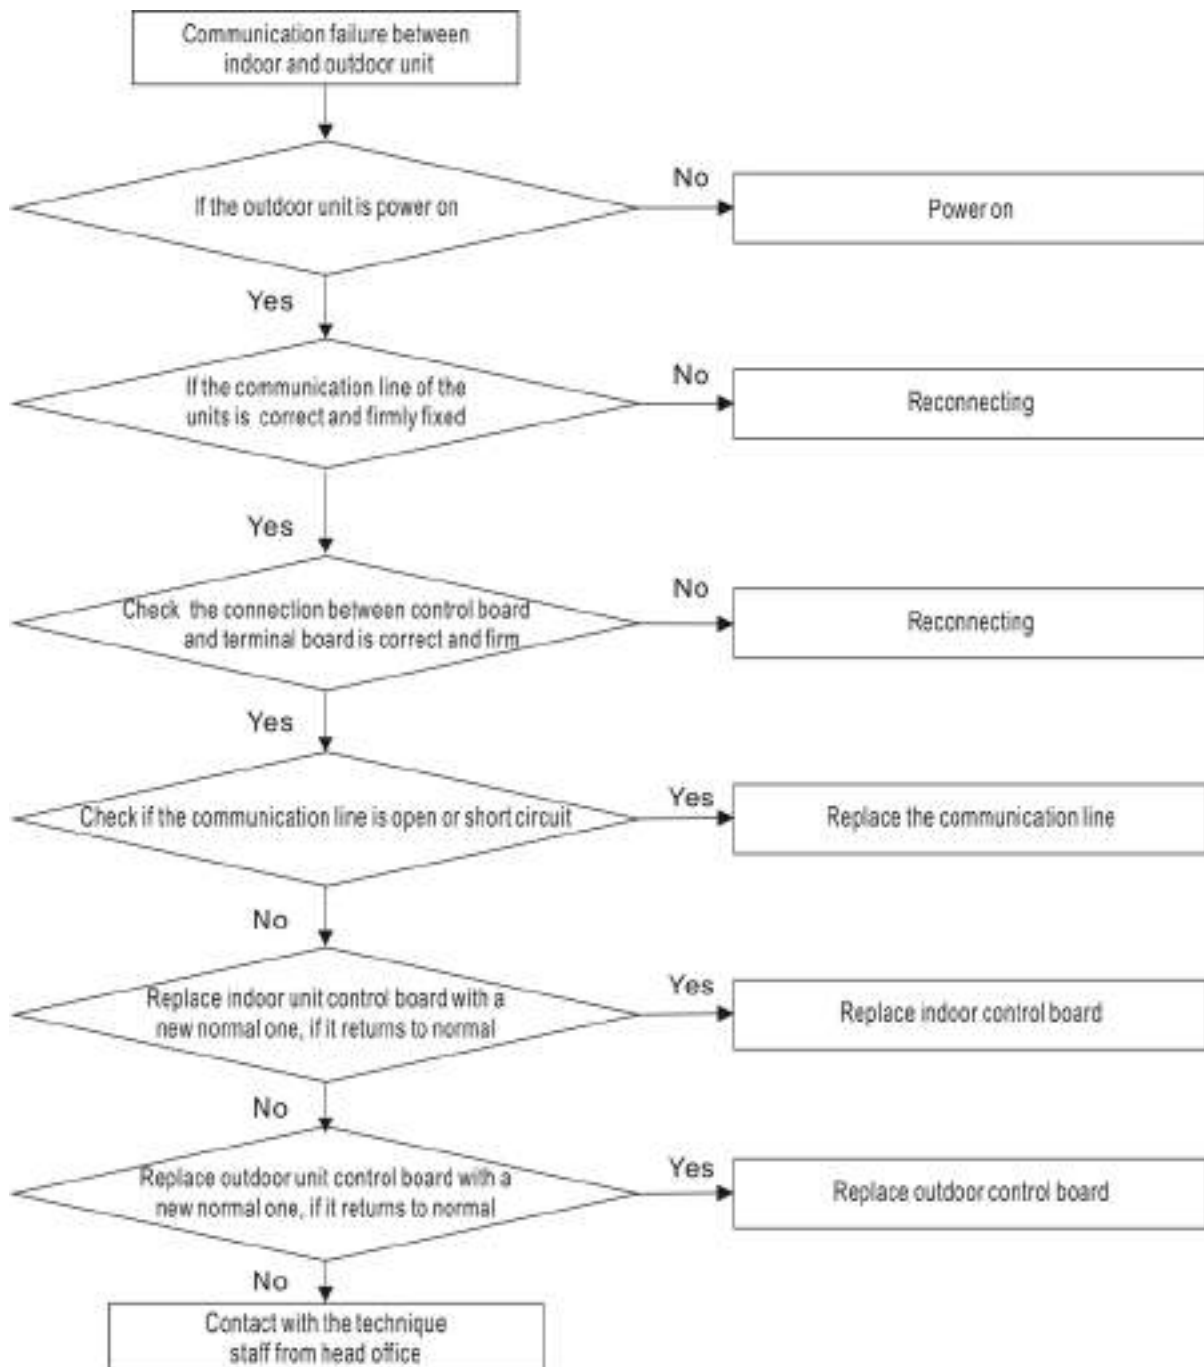 Communication failure between
indoor and outdoor unit
If the outdoor unit is power on
No
Power on
Yes
If the communication line of the
units is correct and firmly fixed
No
Reconnecting
Yes
Check the connection between control board
and terminal board is correct and firm
No
Reconnecting
Yes
Check if the communication line is open or short circuit
Yes
Replace the communication line
No
Replace indoor unit control board with a
new normal one, if it returns to normal
Yes
Replace indoor control board
No
Replace outdoor unit control board with a
new normal one, if it returns to normal
Yes
Replace outdoor control board
No
Contact with the technique
staff from head office